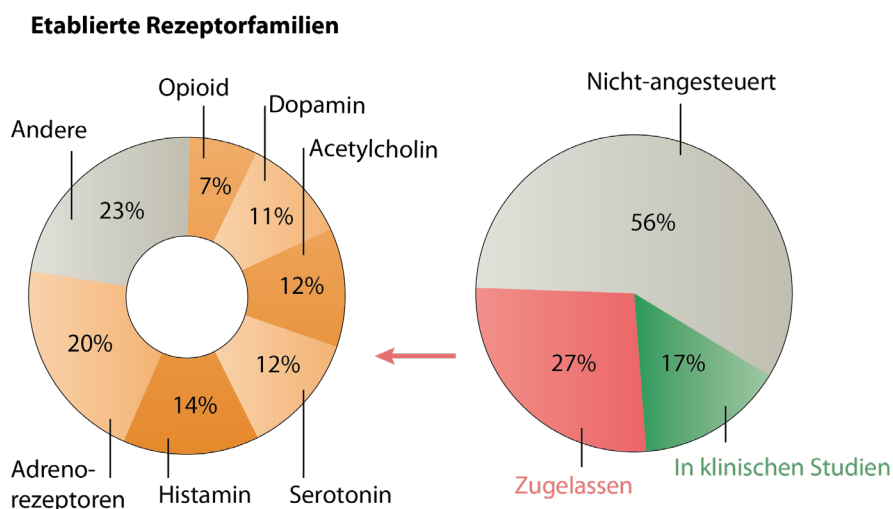 Etablierte Rezeptorfamilien
Opioid
Dopamin
Acetylcholin
Andere
7%
11%
12%
12%
14%
20%
23%
Adreno-
rezeptoren
Histamin
Serotonin
Nicht-angesteuert
56%
27%
17%
Zugelassen
In klinischen Studien